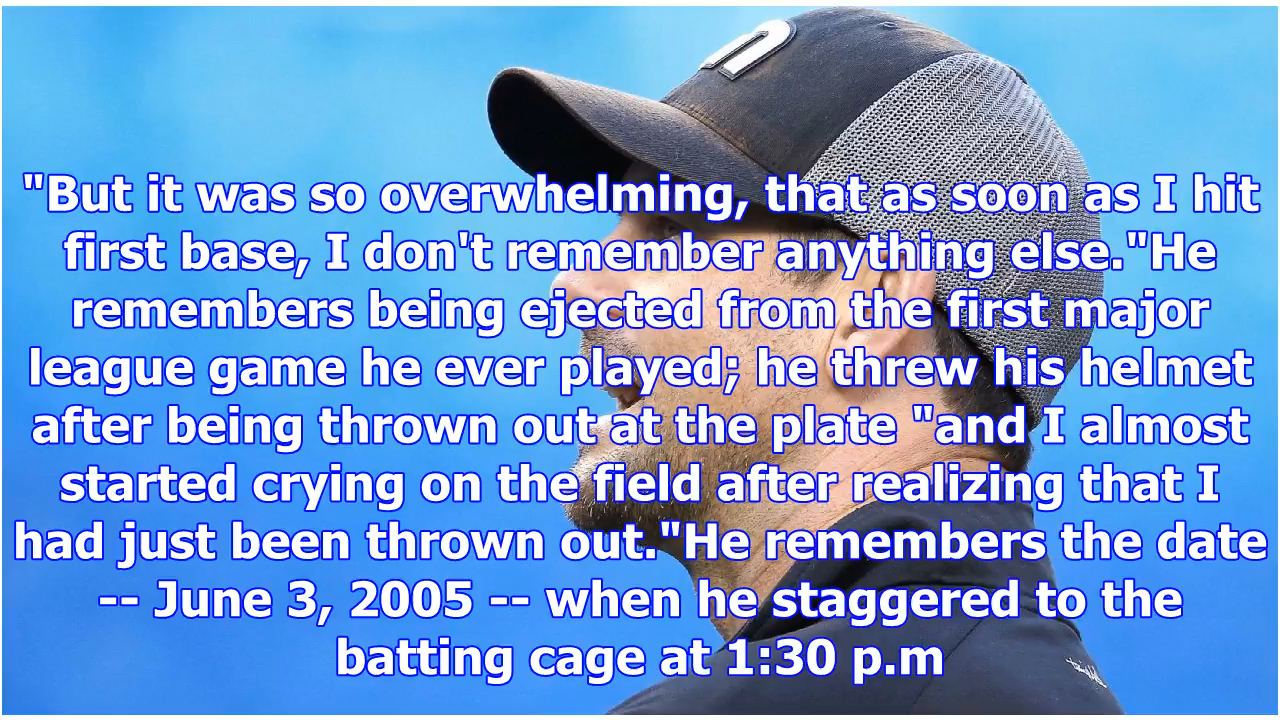 n
"But it was so overwhelming, that as soon as I hit
first base, I don't remember anything else."He
remembers being ejected from the first major
league game he ever played; he threw his helmet
after being thrown out at the plate "and I almost
started crying on the field after realizing that I
had just been thrown out."He remembers the date
-- June 3, 2005 -- when he staggered to the
batting cage at 1:30 p.m